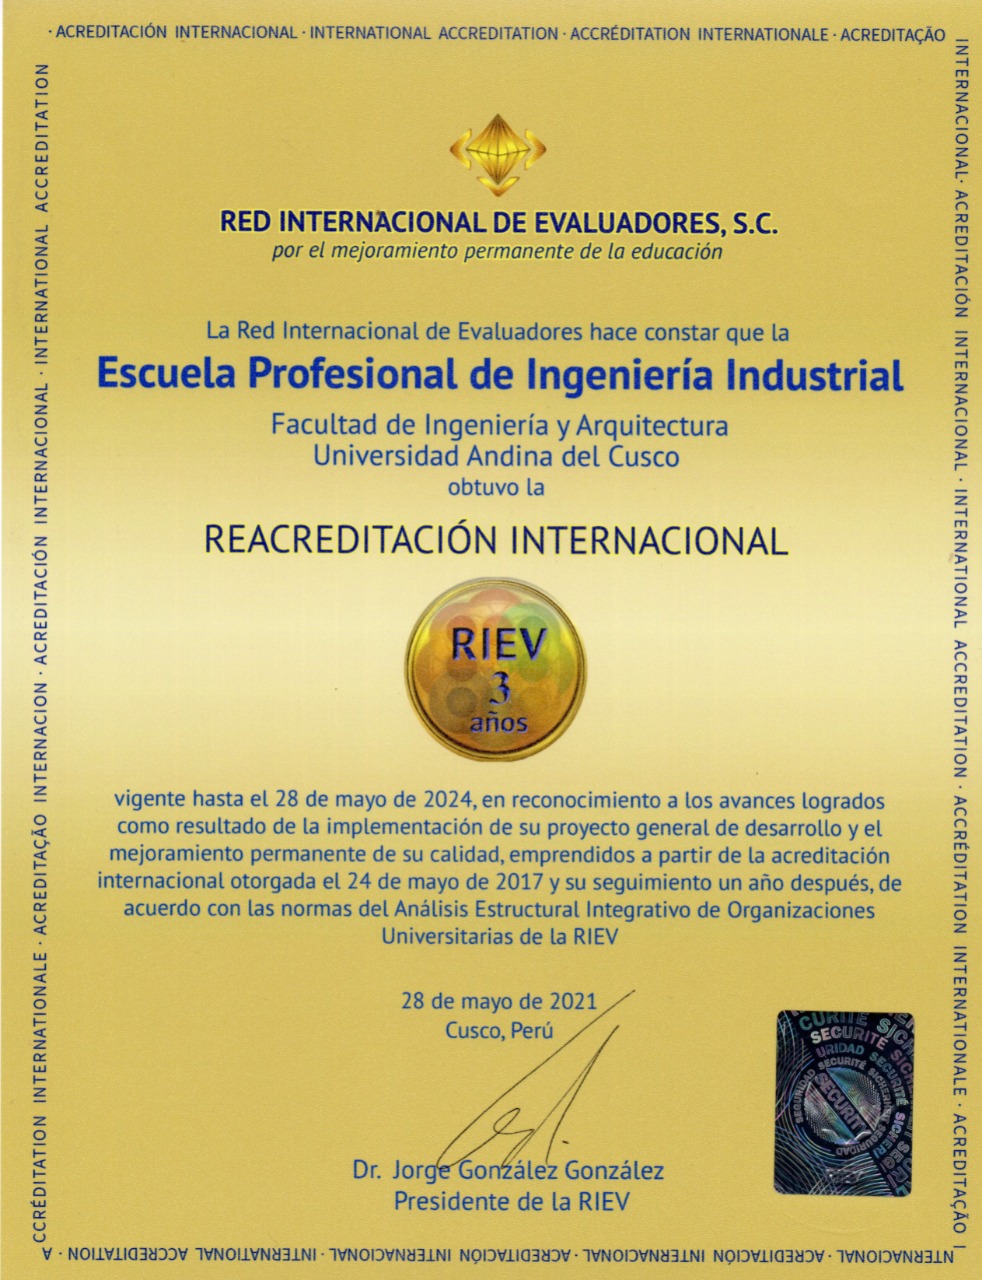 · ACREDITACIÓN INTERNACIONAL · INTERNATIONAL ACCREDITATION · ACCRÉDITATION INTERNATIONALE · ACREDITAÇÃO
INTERNACIONAL · ACREDITACIÓN INTERNACIONAL · INTERNATIONAL ACCREDITATION · ACCRÉDITATION INTERNATIONALE · ACREDITAÇÃO I
NTERNACIONAL · ACREDITACIÓN INTERNACIONAL · ACREDITACIÓN INTERNACIONAL · INTERNATIONAL ACCREDITATION · A
CCRÉDITATION INTERNATIONALE · ACREDITAÇÃO INTERNACION · ACREDITACIÓN INTERNACIONAL · INTERNATIONAL ACCREDITATION
RED INTERNACIONAL DE EVALUADORES, S.C.
por el mejoramiento permanente de la educación
La Red Internacional de Evaluadores hace constar que la
Escuela Profesional de Ingeniería Industrial
Facultad de Ingeniería y Arquitectura
Universidad Andina del Cusco
obtuvo la
REACREDITACIÓN INTERNACIONAL
RIEV
3
años
vigente hasta el 28 de mayo de 2024, en reconocimiento a los avances logrados
como resultado de la implementación de su proyecto general de desarrollo y el
mejoramiento permanente de su calidad, emprendidos a partir de la acreditación
internacional otorgada el 24 de mayo de 2017 y su seguimiento un año después, de
acuerdo con las normas del Análisis Estructural Integrativo de Organizaciones
Universitarias de la RIEV
28 de mayo de 2021
Cusco, Perú
Dr. Jorge González González
Presidente de la RIEV
SECURITÉ
SECURITY
SEGURIDAD